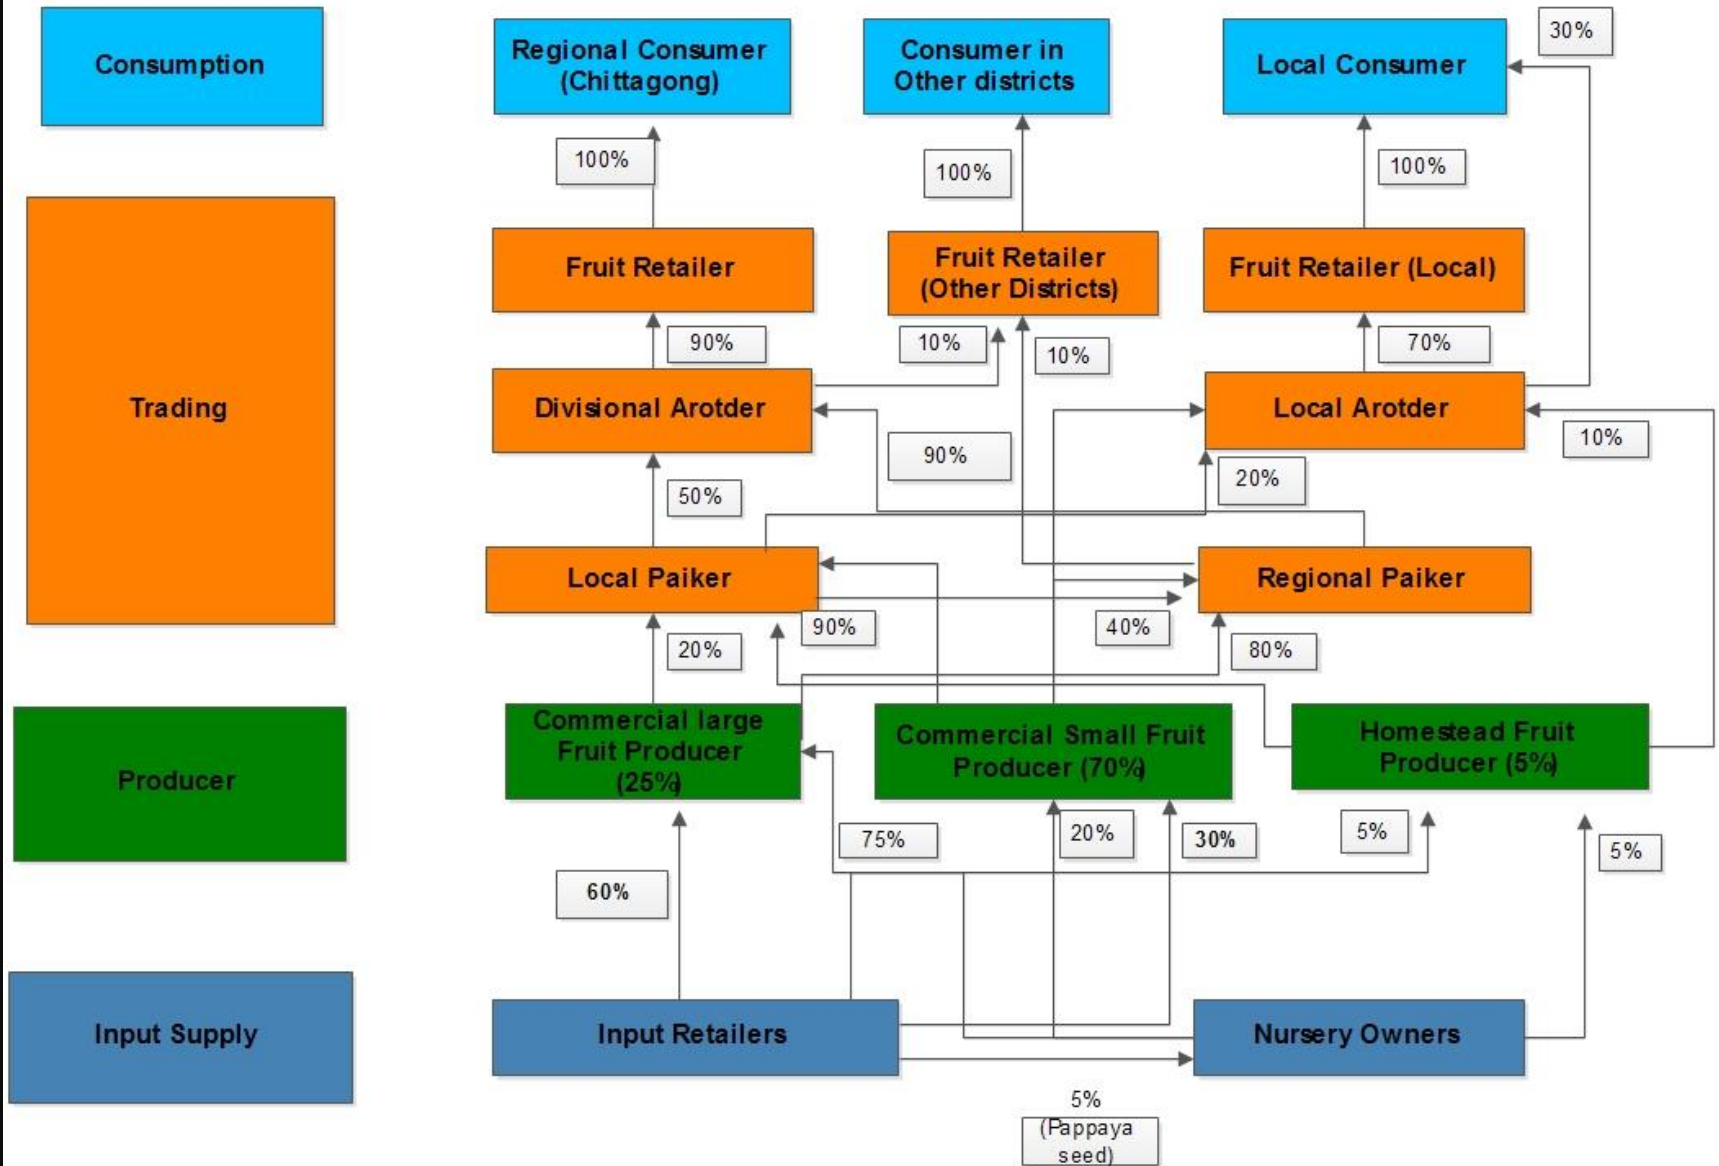 Consumption
Regional Consumer
(Chittagong)
Consumer in
Other districts
Local Consumer
30%
100%
100%
100%
Trading
Fruit Retailer
Fruit Retailer
(Other Districts)
Fruit Retailer (Local)
90%
10%
10%
70%
Divisional Arotder
Local Arotder
90%
10%
50%
20%
Local Paiker
Regional Paiker
90%
40%
20%
80%
Producer
Commercial large
Fruit Producer
(25%)
Commercial Small Fruit
Producer (70%)
Homestead Fruit
Producer (5%)
75%
20%
30%
5%
5%
60%
Input Supply
Input Retailers
Nursery Owners
5%
(Pappaya
seed)